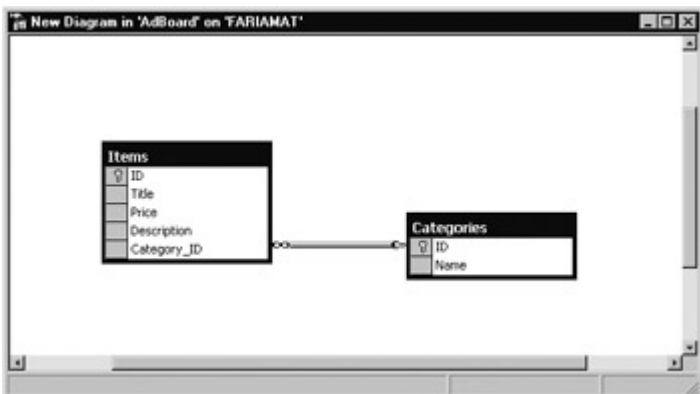 New Diagram in 'AdBoard' on 'FARIAMAT'
Items
ID
Title
Price
Description
Category_ID
Categories
ID
Name